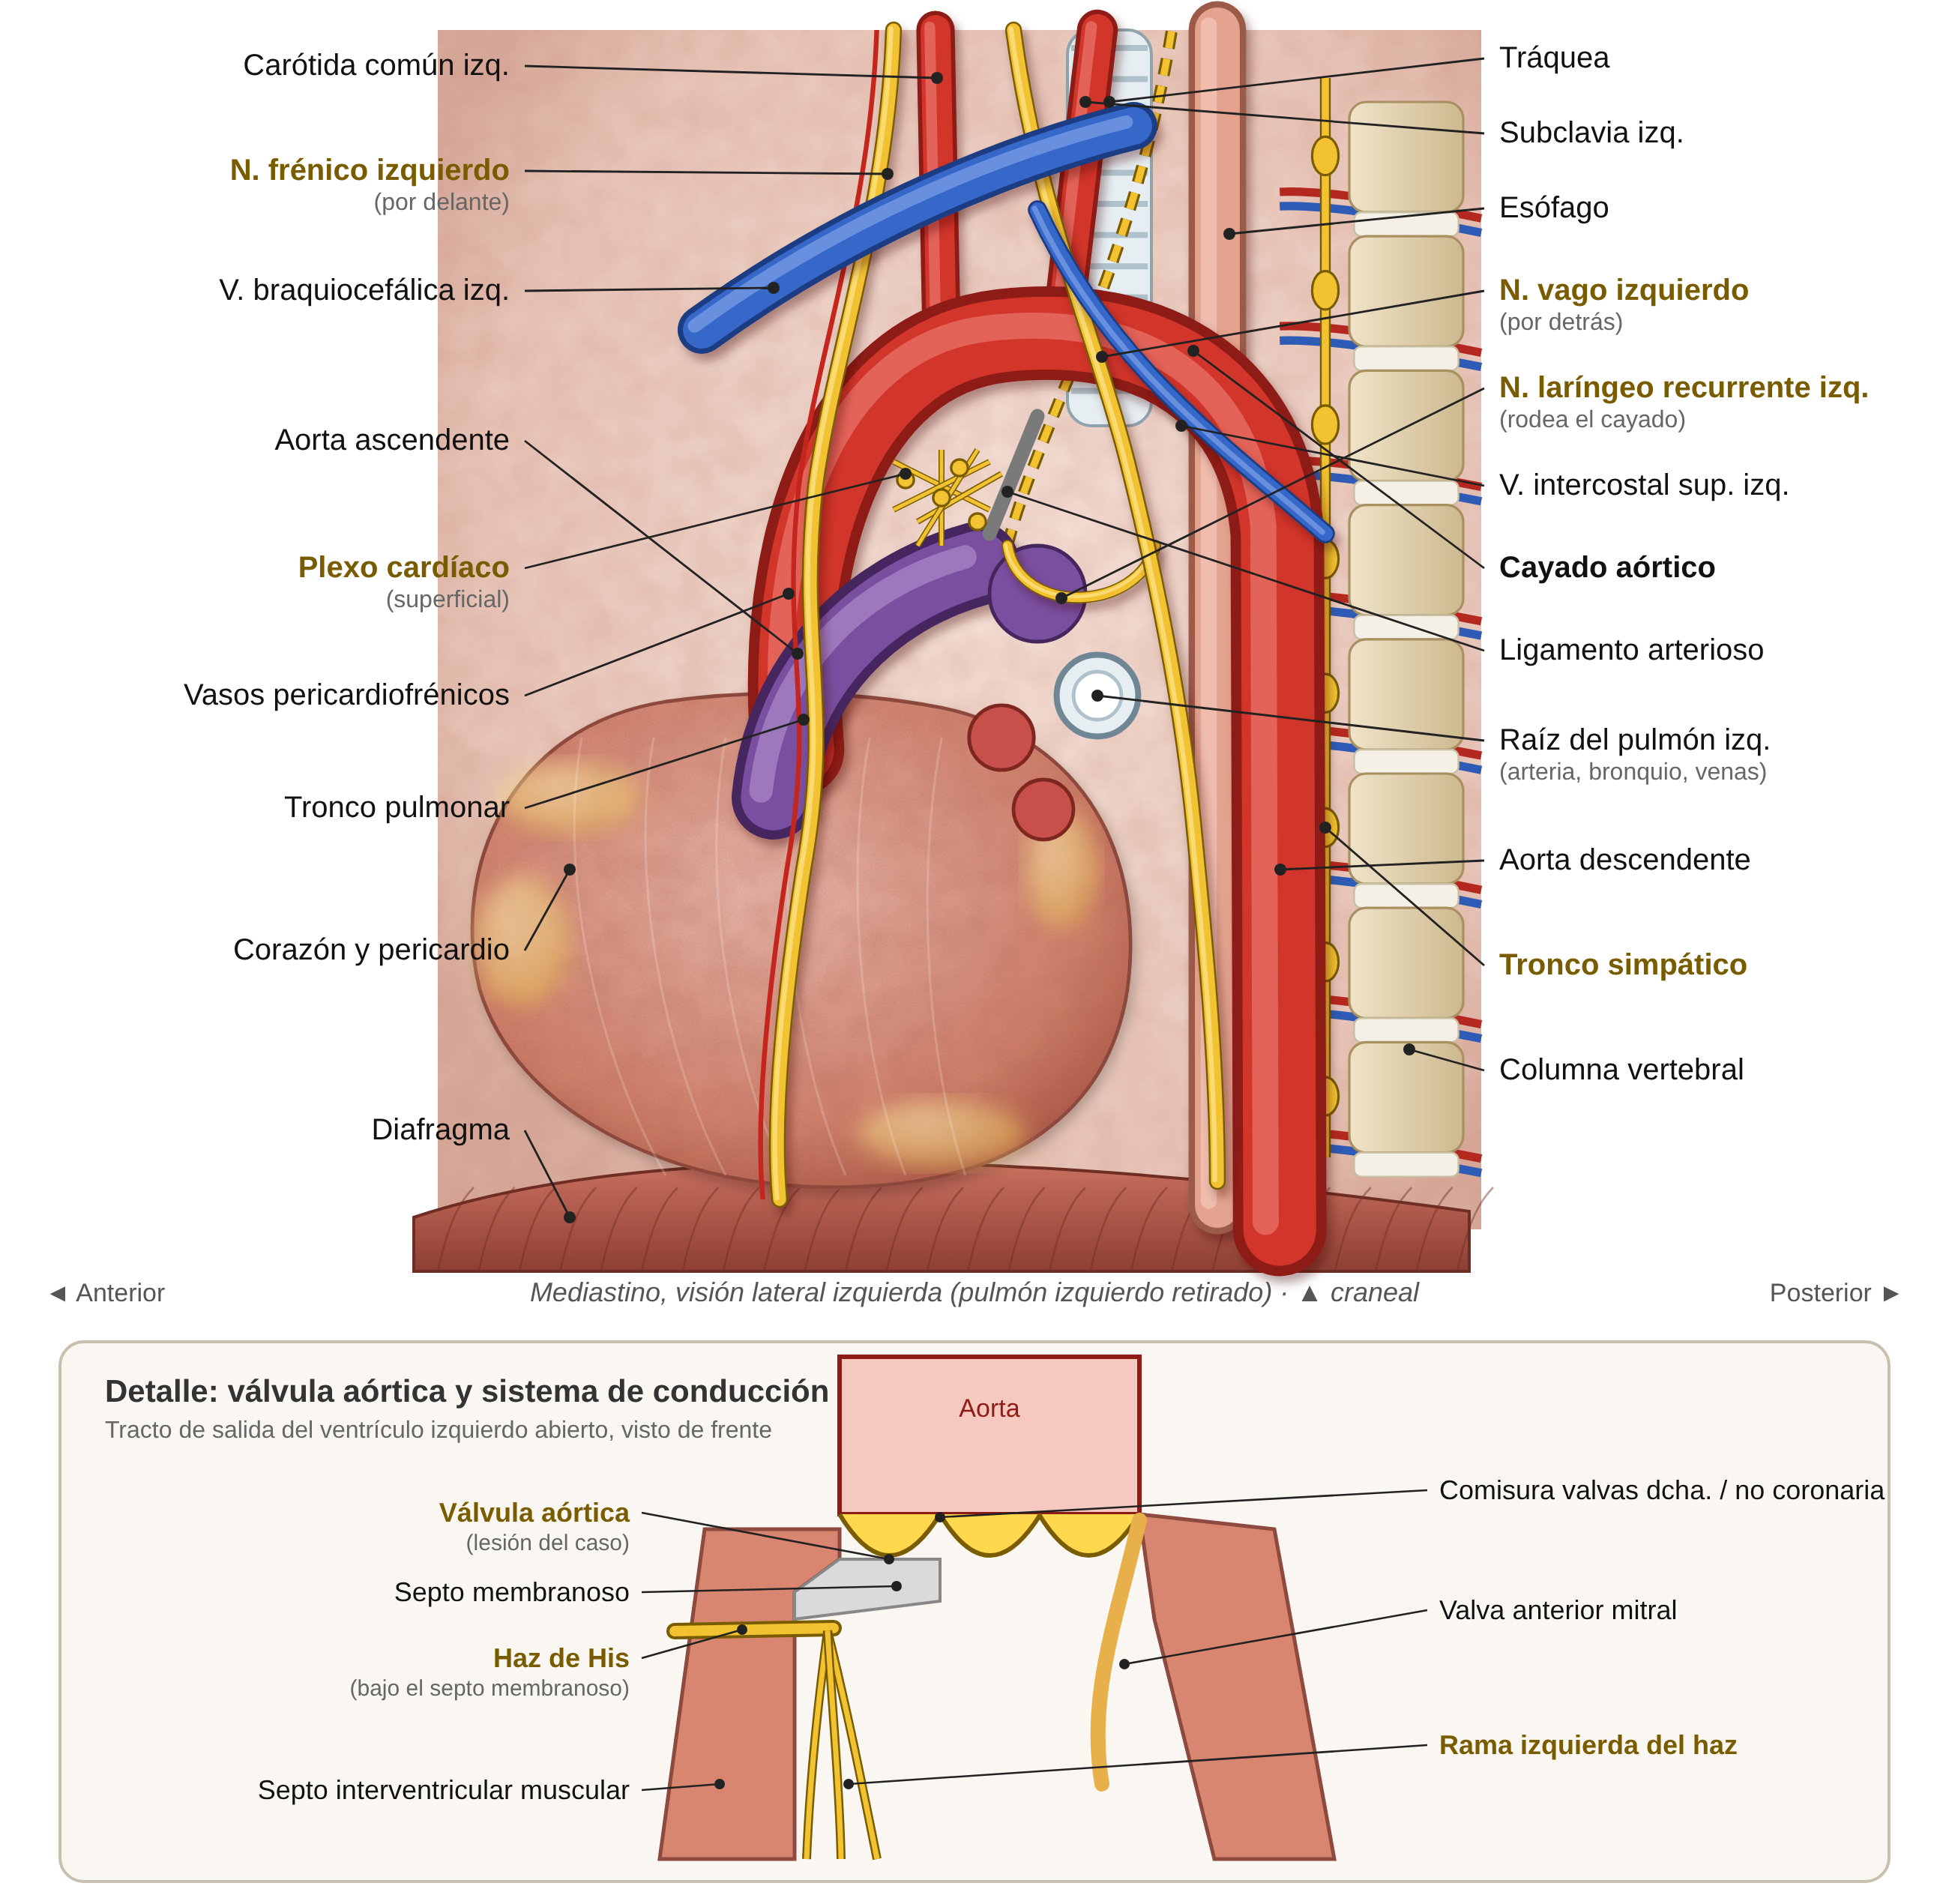 Carótida común izq.
N. frénico izquierdo
(por delante)
V. braquiocefálica izq.
Aorta ascendente
Plexo cardíaco
(superficial)
Vasos pericardiofrénicos
Tronco pulmonar
Corazón y pericardio
Diafragma
Tráquea
Subclavia izq.
Esófago
N. vago izquierdo
(por detrás)
N. laríngeo recurrente izq.
(rodea el cayado)
V. intercostal sup. izq.
Cayado aórtico
Ligamento arterioso
Raíz del pulmón izq.
(arteria, bronquio, venas)
Aorta descendente
Tronco simpático
Columna vertebral
◄ Anterior
Mediastino, visión lateral izquierda (pulmón izquierdo retirado) · ▲ craneal
Posterior ►
Detalle: válvula aórtica y sistema de conducción
Tracto de salida del ventrículo izquierdo abierto, visto de frente
Aorta
Válvula aórtica
(lesión del caso)
Septo membranoso
Haz de His
(bajo el septo membranoso)
Septo interventricular muscular
Comisura valvas dcha. / no coronaria
Valva anterior mitral
Rama izquierda del haz